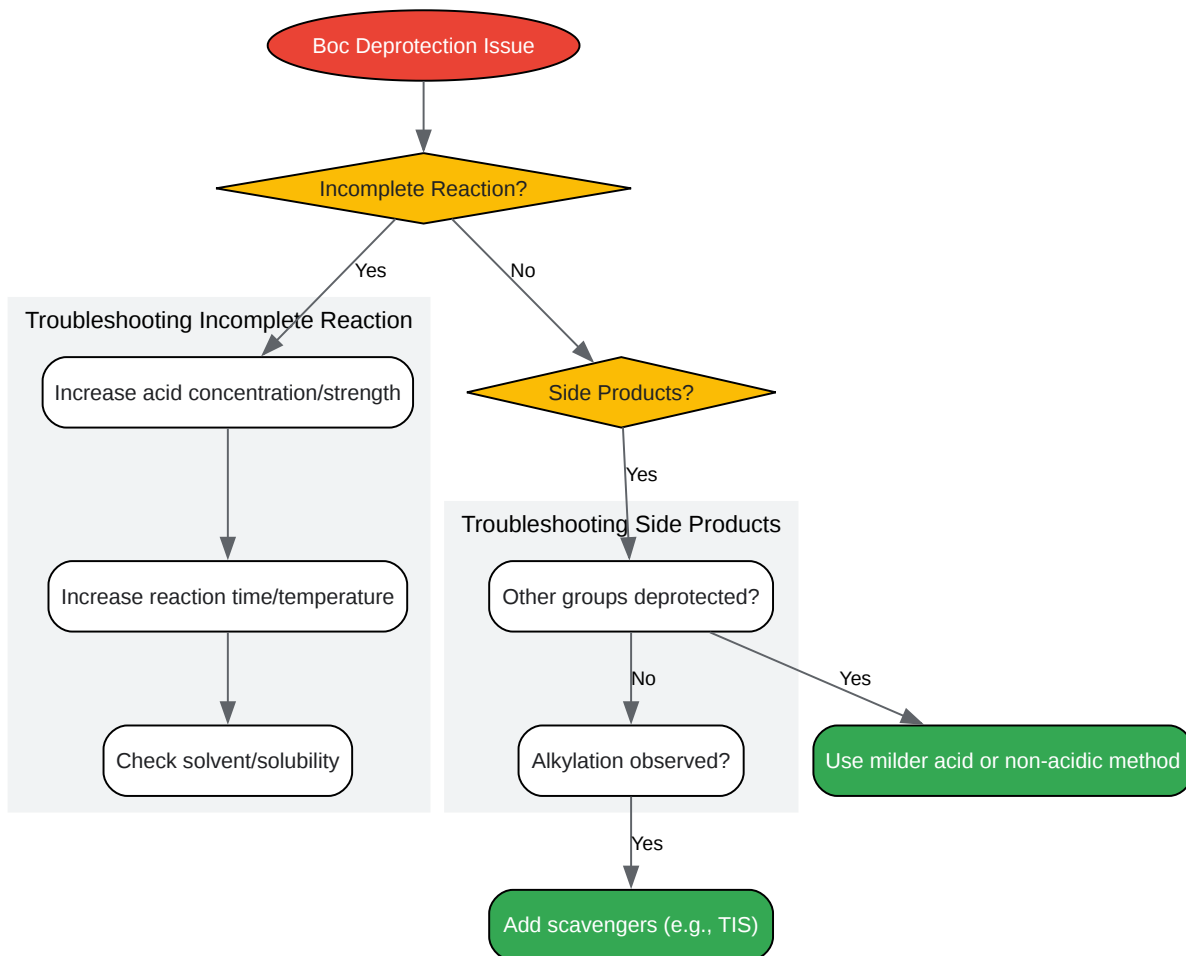 Boc Deprotection Issue
Incomplete Reaction?
Yes
No
Troubleshooting Incomplete Reaction
Increase acid concentration/strength
Side Products?
Yes
Troubleshooting Side Products
Increase reaction time/temperature
Other groups deprotected?
No
Yes
Check solvent/solubility
Alkylation observed?
Use milder acid or non-acidic method
Yes
Add scavengers (e.g., TIS)